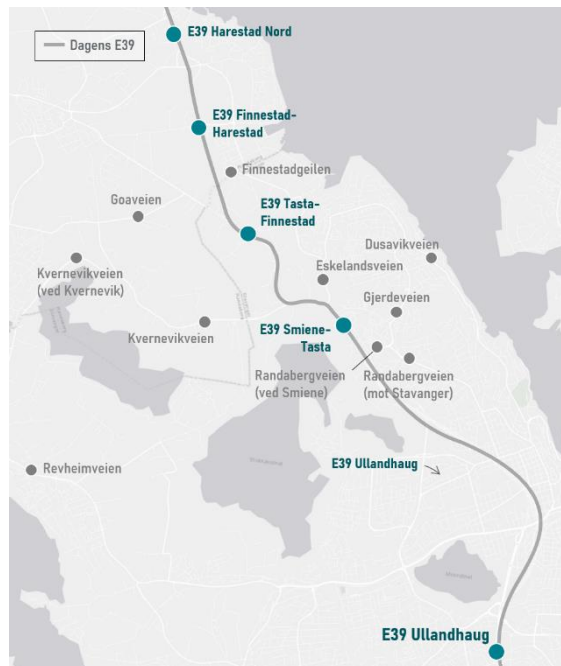 E39 Harestad Nord
Dagens E39
E39 Finnestad-
Harestad
Finnestadgeilen
Goaveien
E39 Tasta-
Finnestad
Dusavikveien
Kvernevikveien
(ved Kvernevik)
Eskelandsveien
Gjerdeveien
E39 Smiene-
Tasta
Kvernevikveien
Randabergveien
(ved Smiene)
Randabergveien
(mot Stavanger)
E39 Ullandhaug
Revheimveien
E39 Ullandhaug